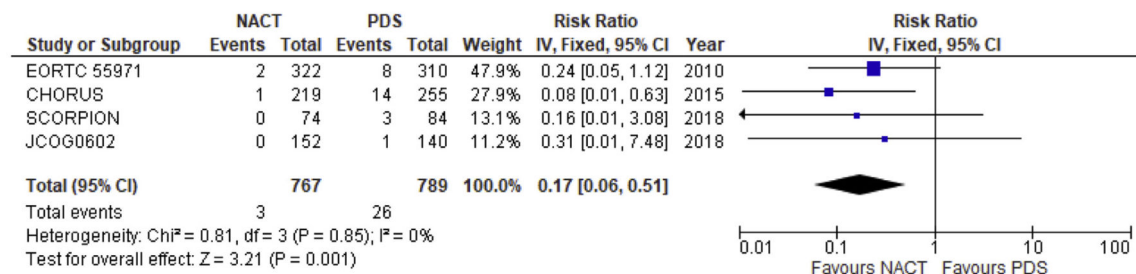 NACT PDS Risk Ratio Risk Ratio
Study or Subgroup Events Total Events Total Weight IV, Fixed, 95% CI Year IV, Fixed, 95% CI
EORTC 55971 2 322 8 310 47.9% 0.24 [0.05, 1.12] 2010
CHORUS 1 219 14 255 27.9% 0.08 [0.01, 0.63] 2015
SCORPION 0 74 3 84 13.1% 0.16 [0.01, 3.08] 2018
JCOG0602 0 152 1 140 11.2% 0.31 [0.01, 7.48] 2018
Total (95% CI) 767 789 100.0% 0.17 [0.06, 0.51]
Total events 3 26
Heterogeneity: Chi² = 0.81, df = 3 (P = 0.85); I² = 0%
Test for overall effect: Z = 3.21 (P = 0.001)
0.01 0.1 1 10 100
Favours NACT Favours PDS